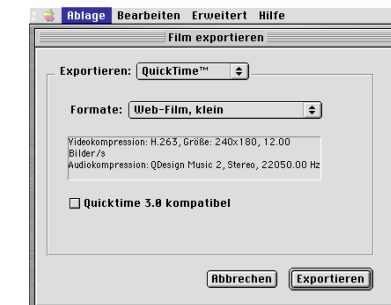 Ablage Bearbeiten Erweitert Hilfe
Film exportieren
Exportieren: QuickTime™
Formate: Web-Film, klein
Videokompression: H.263, Größe: 240x180, 12.00
Bilder/s
Audiokompression: QDesign Music 2, Stereo, 22050.00 Hz
Quicktime 3.0 kompatibel
Abbrechen Exportieren